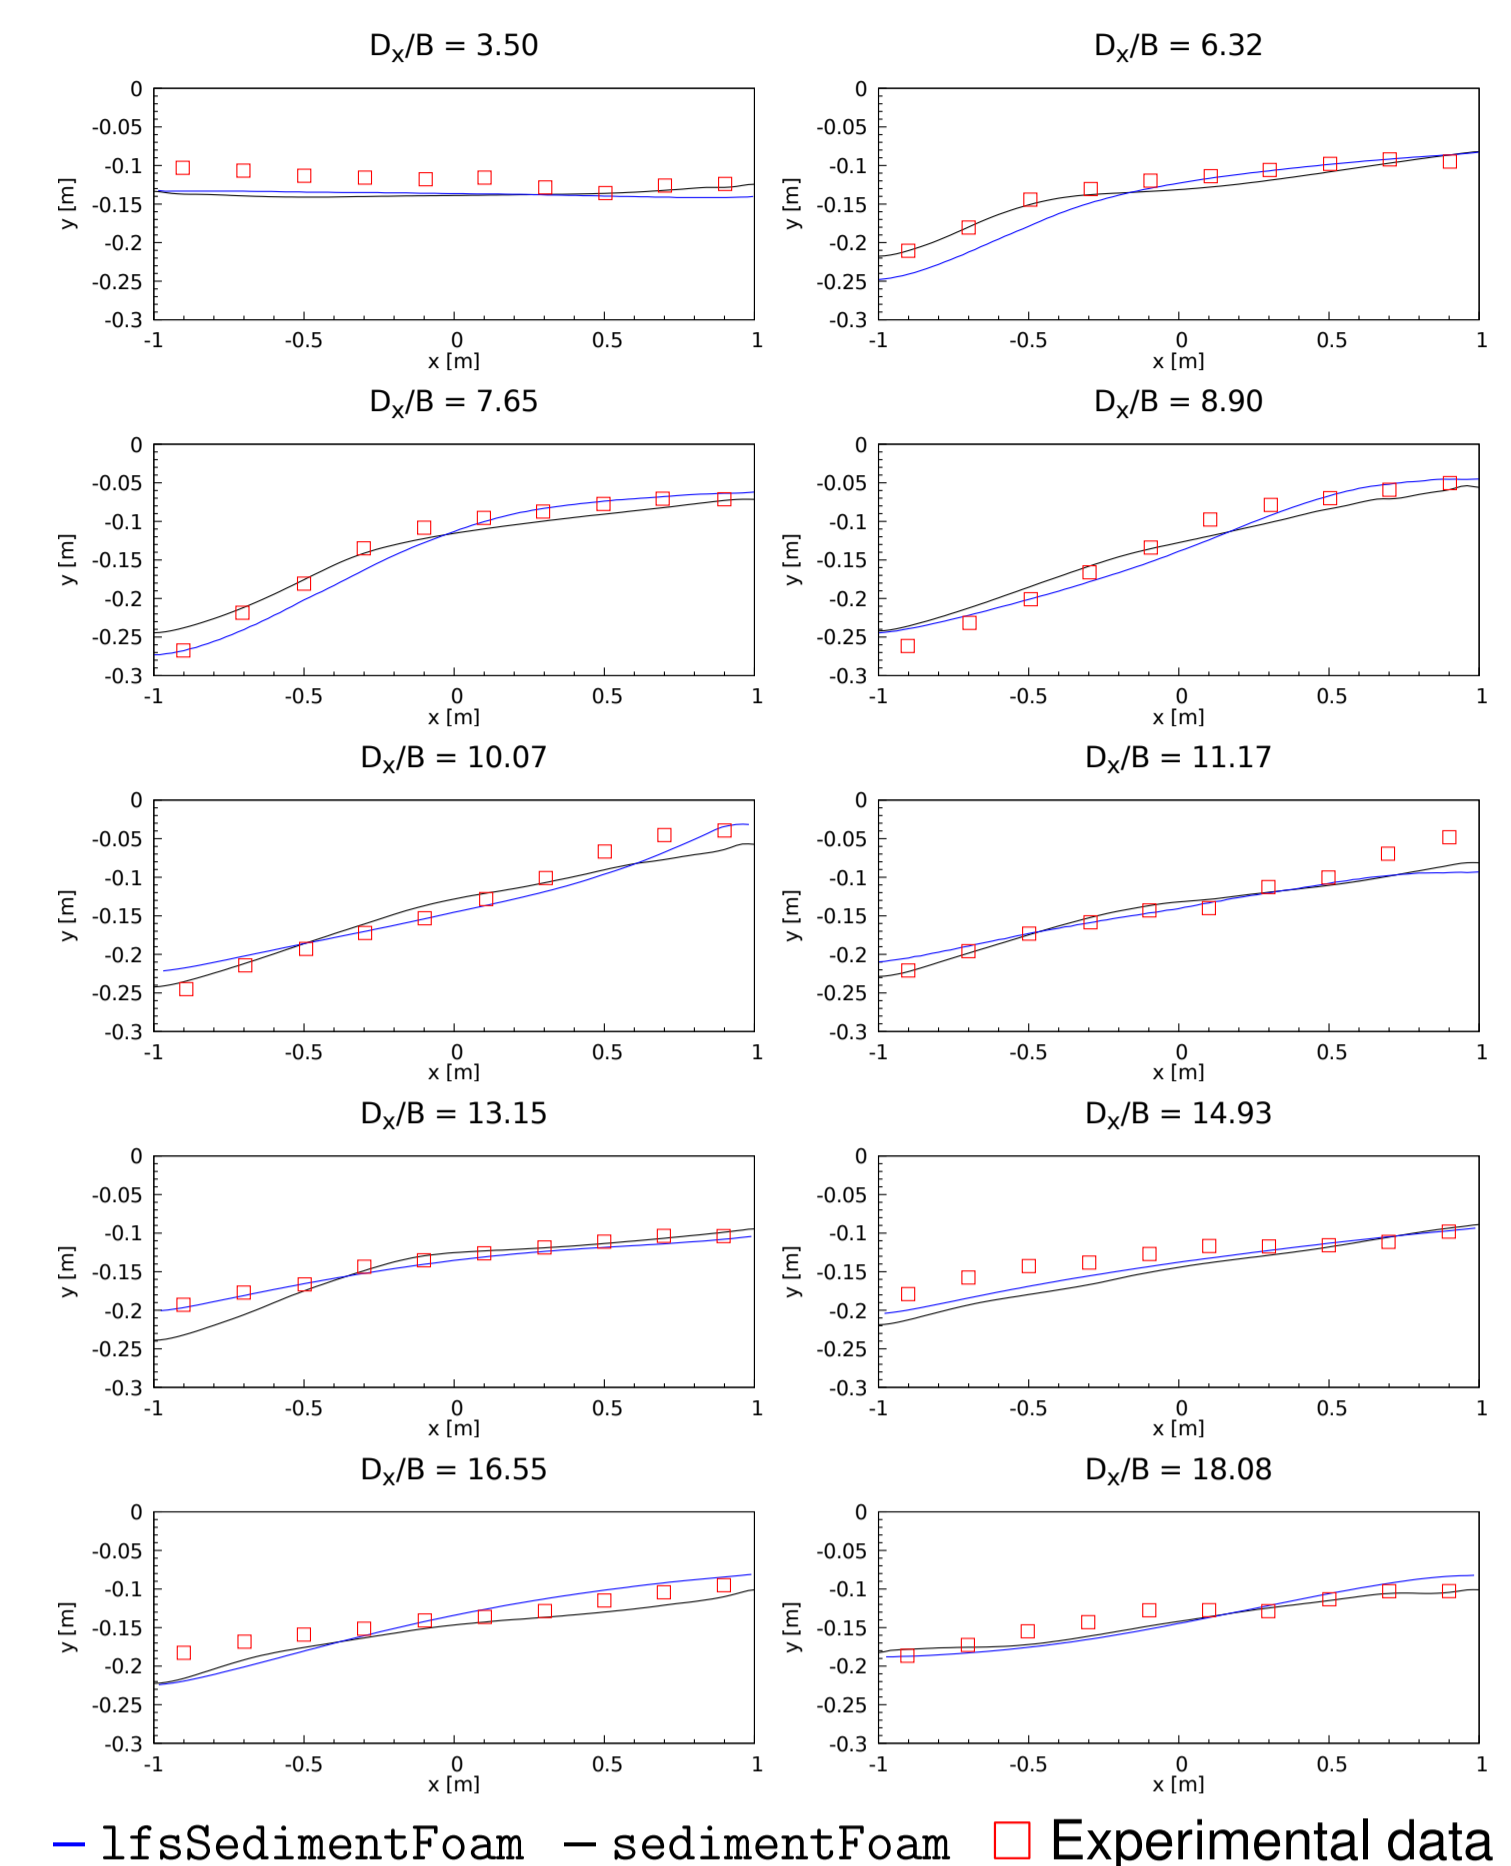 Dx/B = 3.50
0
-0.05
-0.1
-0.15
-0.2
-0.25
-0.3
y [m]
-1 -0.5 0 0.5 1
x [m]
Dx/B = 6.32
0
-0.05
-0.1
-0.15
-0.2
-0.25
-0.3
y [m]
-1 -0.5 0 0.5 1
x [m]
Dx/B = 7.65
0
-0.05
-0.1
-0.15
-0.2
-0.25
-0.3
y [m]
-1 -0.5 0 0.5 1
x [m]
Dx/B = 8.90
0
-0.05
-0.1
-0.15
-0.2
-0.25
-0.3
y [m]
-1 -0.5 0 0.5 1
x [m]
Dx/B = 10.07
0
-0.05
-0.1
-0.15
-0.2
-0.25
-0.3
y [m]
-1 -0.5 0 0.5 1
x [m]
Dx/B = 11.17
0
-0.05
-0.1
-0.15
-0.2
-0.25
-0.3
y [m]
-1 -0.5 0 0.5 1
x [m]
Dx/B = 13.15
0
-0.05
-0.1
-0.15
-0.2
-0.25
-0.3
y [m]
-1 -0.5 0 0.5 1
x [m]
Dx/B = 14.93
0
-0.05
-0.1
-0.15
-0.2
-0.25
-0.3
y [m]
-1 -0.5 0 0.5 1
x [m]
Dx/B = 16.55
0
-0.05
-0.1
-0.15
-0.2
-0.25
-0.3
y [m]
-1 -0.5 0 0.5 1
x [m]
Dx/B = 18.08
0
-0.05
-0.1
-0.15
-0.2
-0.25
-0.3
y [m]
-1 -0.5 0 0.5 1
x [m]
lfsSedimentFoam sedimentFoam Experimental data